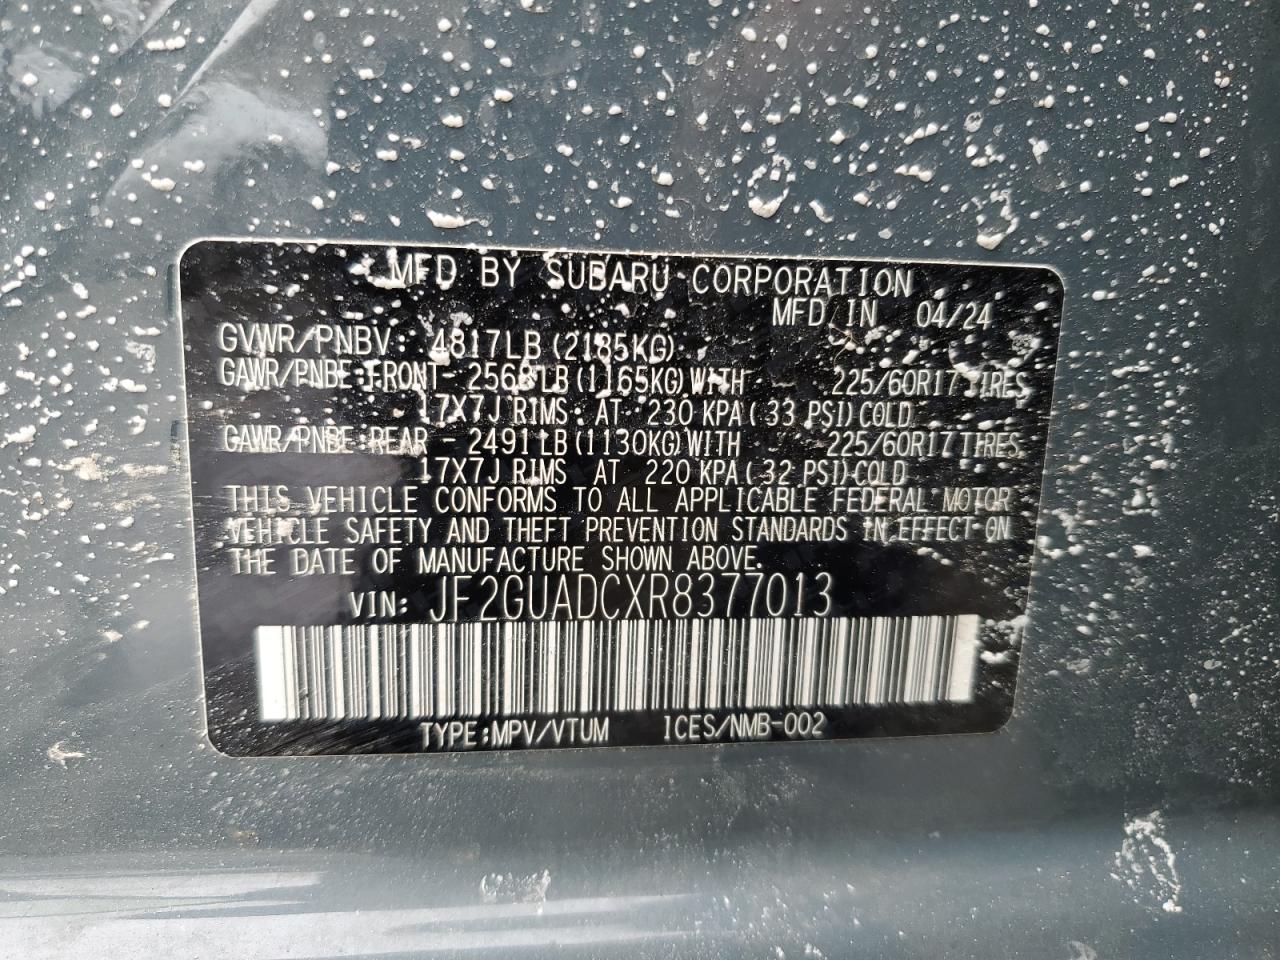 MFD BY SUBARU CORPORATION
MFD IN 04/24
GVWR/PNBV: 4817LB(2185KG)
GAWR/PNBE:FRONT- 2568LB(1165KG)WITH 225/60R17 TIRES
17X7J RIMS AT 230 KPA(33 PSI)COLD
GAWR/PNBE:REAR - 2491LB(1130KG)WITH 225/60R17 TIRES
17X7J RIMS AT 220 KPA(32 PSI)COLD
THIS VEHICLE CONFORMS TO ALL APPLICABLE FEDERAL MOTOR
VEHICLE SAFETY AND THEFT PREVENTION STANDARDS IN EFFECT ON
THE DATE OF MANUFACTURE SHOWN ABOVE.
VIN: JF2GUADCXR8377013
TYPE:MPV/VTUM ICES/NMB-002